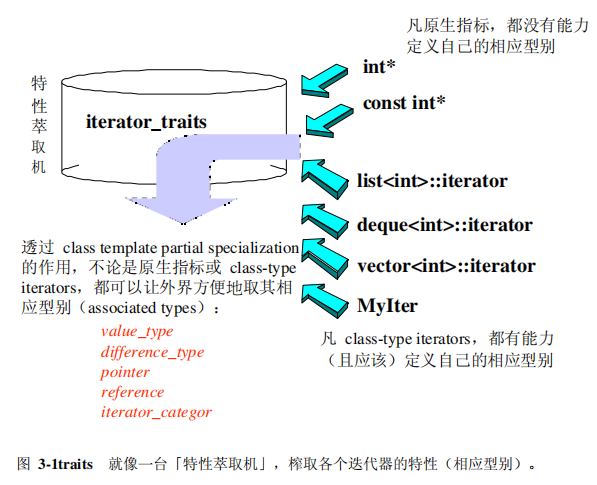 凡原生指标，都没有能力
定义自己的相应型别
int*
const int*
特
性
萃
取
机
iterator_traits
list<int>::iterator
deque<int>::iterator
vector<int>::iterator
MyIter
透过 class template partial specialization
的作用，不论是原生指标或 class-type
iterators，都可以让外界方便地取其相
应型别（associated types）：
value_type
difference_type
pointer
reference
iterator_categor
凡 class-type iterators，都有能力
（且应该）定义自己的相应型别
图 3-1traits 就像一台「特性萃取机」，榨取各个迭代器的特性（相应型别）。